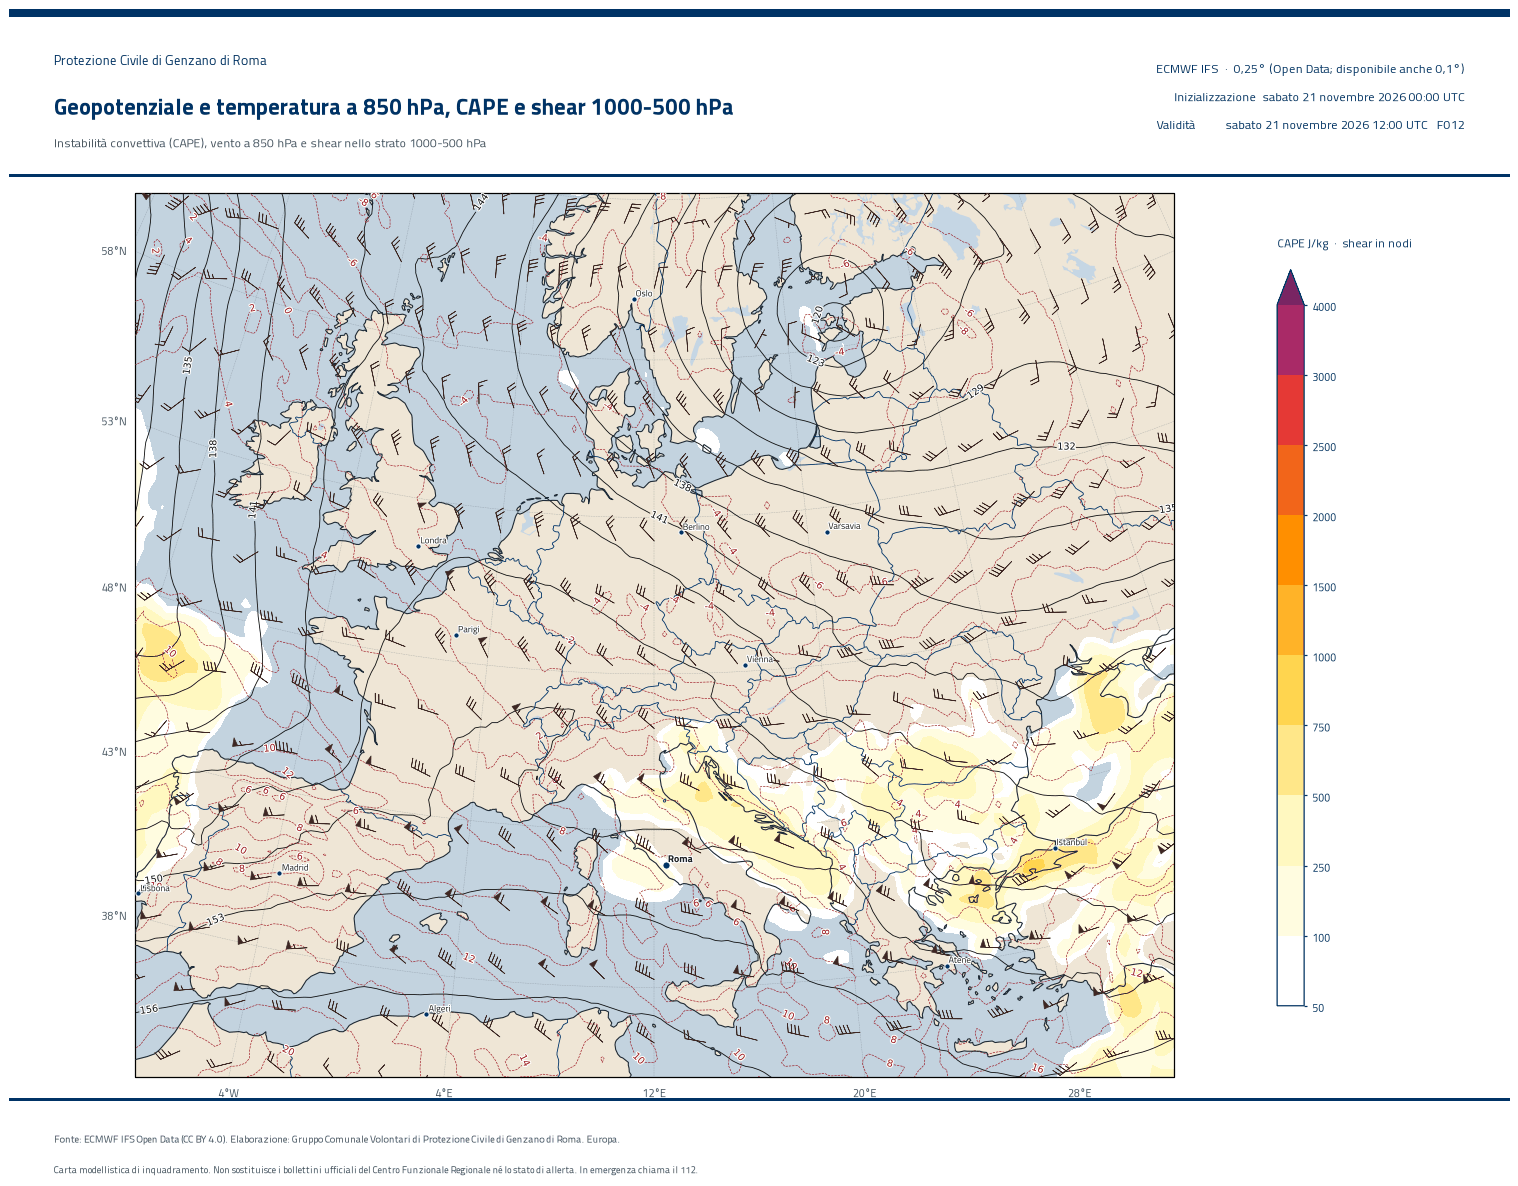 Protezione Civile di Genzano di Roma
Geopotenziale e temperatura a 850 hPa, CAPE e shear 1000-500 hPa
Instabilità convettiva (CAPE), vento a 850 hPa e shear nello strato 1000-500 hPa
ECMWF IFS · 0,25° (Open Data; disponibile anche 0,1°)
Inizializzazione sabato 21 novembre 2026 00:00 UTC
Validità sabato 21 novembre 2026 12:00 UTC F012
CAPE J/kg · shear in nodi
4000
3000
2500
2000
1500
1000
750
500
250
100
50
58°N
53°N
48°N
43°N
38°N
4°W
4°E
12°E
20°E
28°E
Oslo
Londra
Berlino
Varsavia
Parigi
Vienna
Roma
Madrid
Lisbona
Istanbul
Atene
Algeri
144
135
138
141
120
123
129
132
138
141
135
150
153
156
Fonte: ECMWF IFS Open Data (CC BY 4.0). Elaborazione: Gruppo Comunale Volontari di Protezione Civile di Genzano di Roma. Europa.
Carta modellistica di inquadramento. Non sostituisce i bollettini ufficiali del Centro Funzionale Regionale né lo stato di allerta. In emergenza chiama il 112.